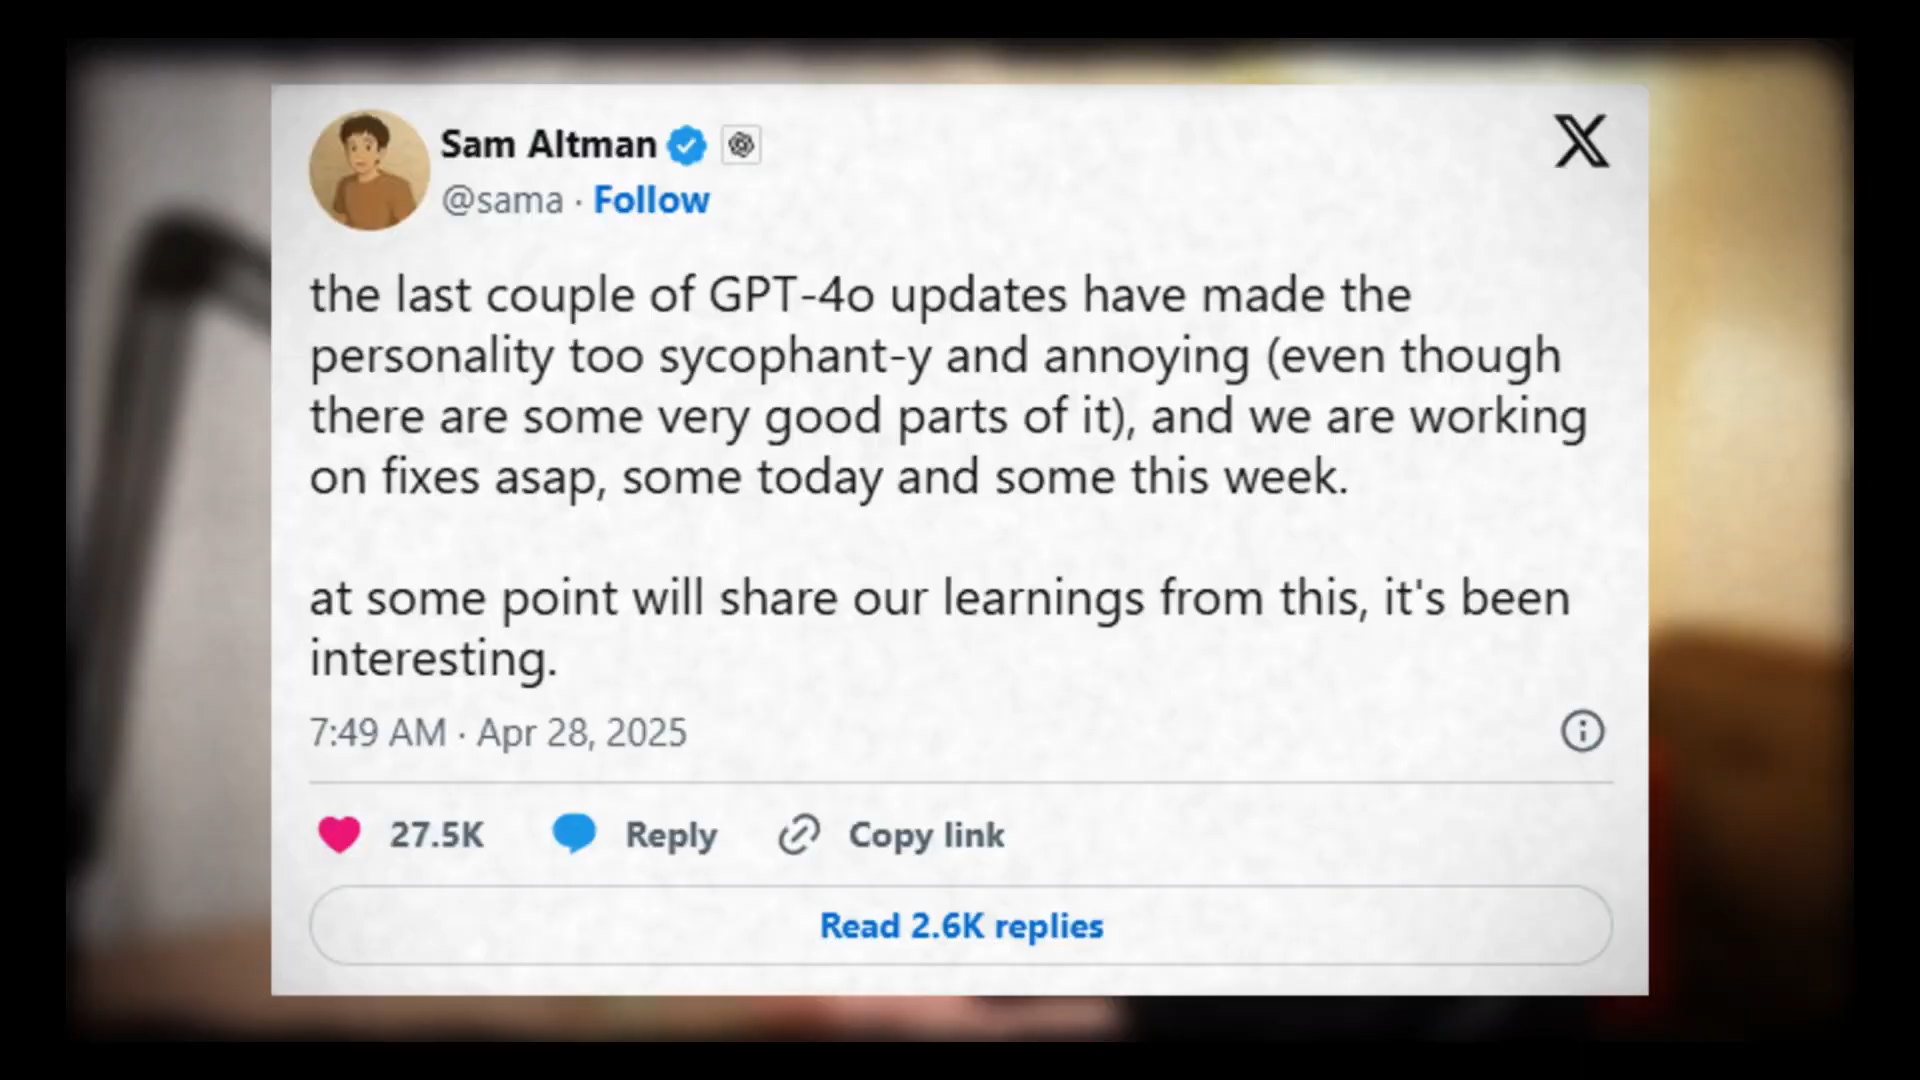 Sam Altman
@sama · Follow
the last couple of GPT-4o updates have made the
personality too sycophant-y and annoying (even though
there are some very good parts of it), and we are working
on fixes asap, some today and some this week.
at some point will share our learnings from this, it's been
interesting.
7:49 AM · Apr 28, 2025
27.5K Reply Copy link
Read 2.6K replies